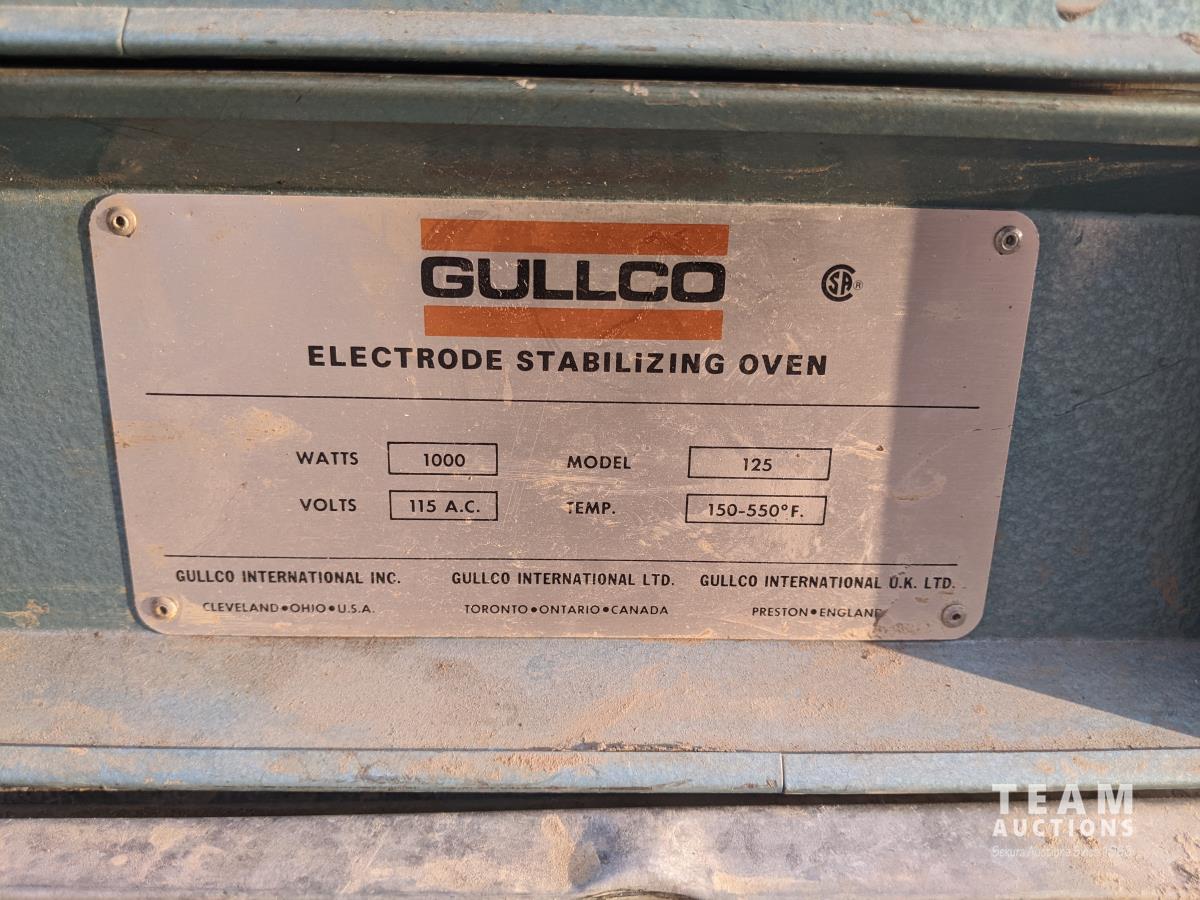 GULLCO
CSA®
ELECTRODE STABILIZING OVEN
WATTS 1000 MODEL 125
VOLTS 115 A.C. TEMP. 150-550°F.
GULLCO INTERNATIONAL INC. GULLCO INTERNATIONAL LTD. GULLCO INTERNATIONAL U.K. LTD.
CLEVELAND•OHIO•U.S.A. TORONTO•ONTARIO•CANADA PRESTON•ENGLAND
TEAM
AUCTIONS